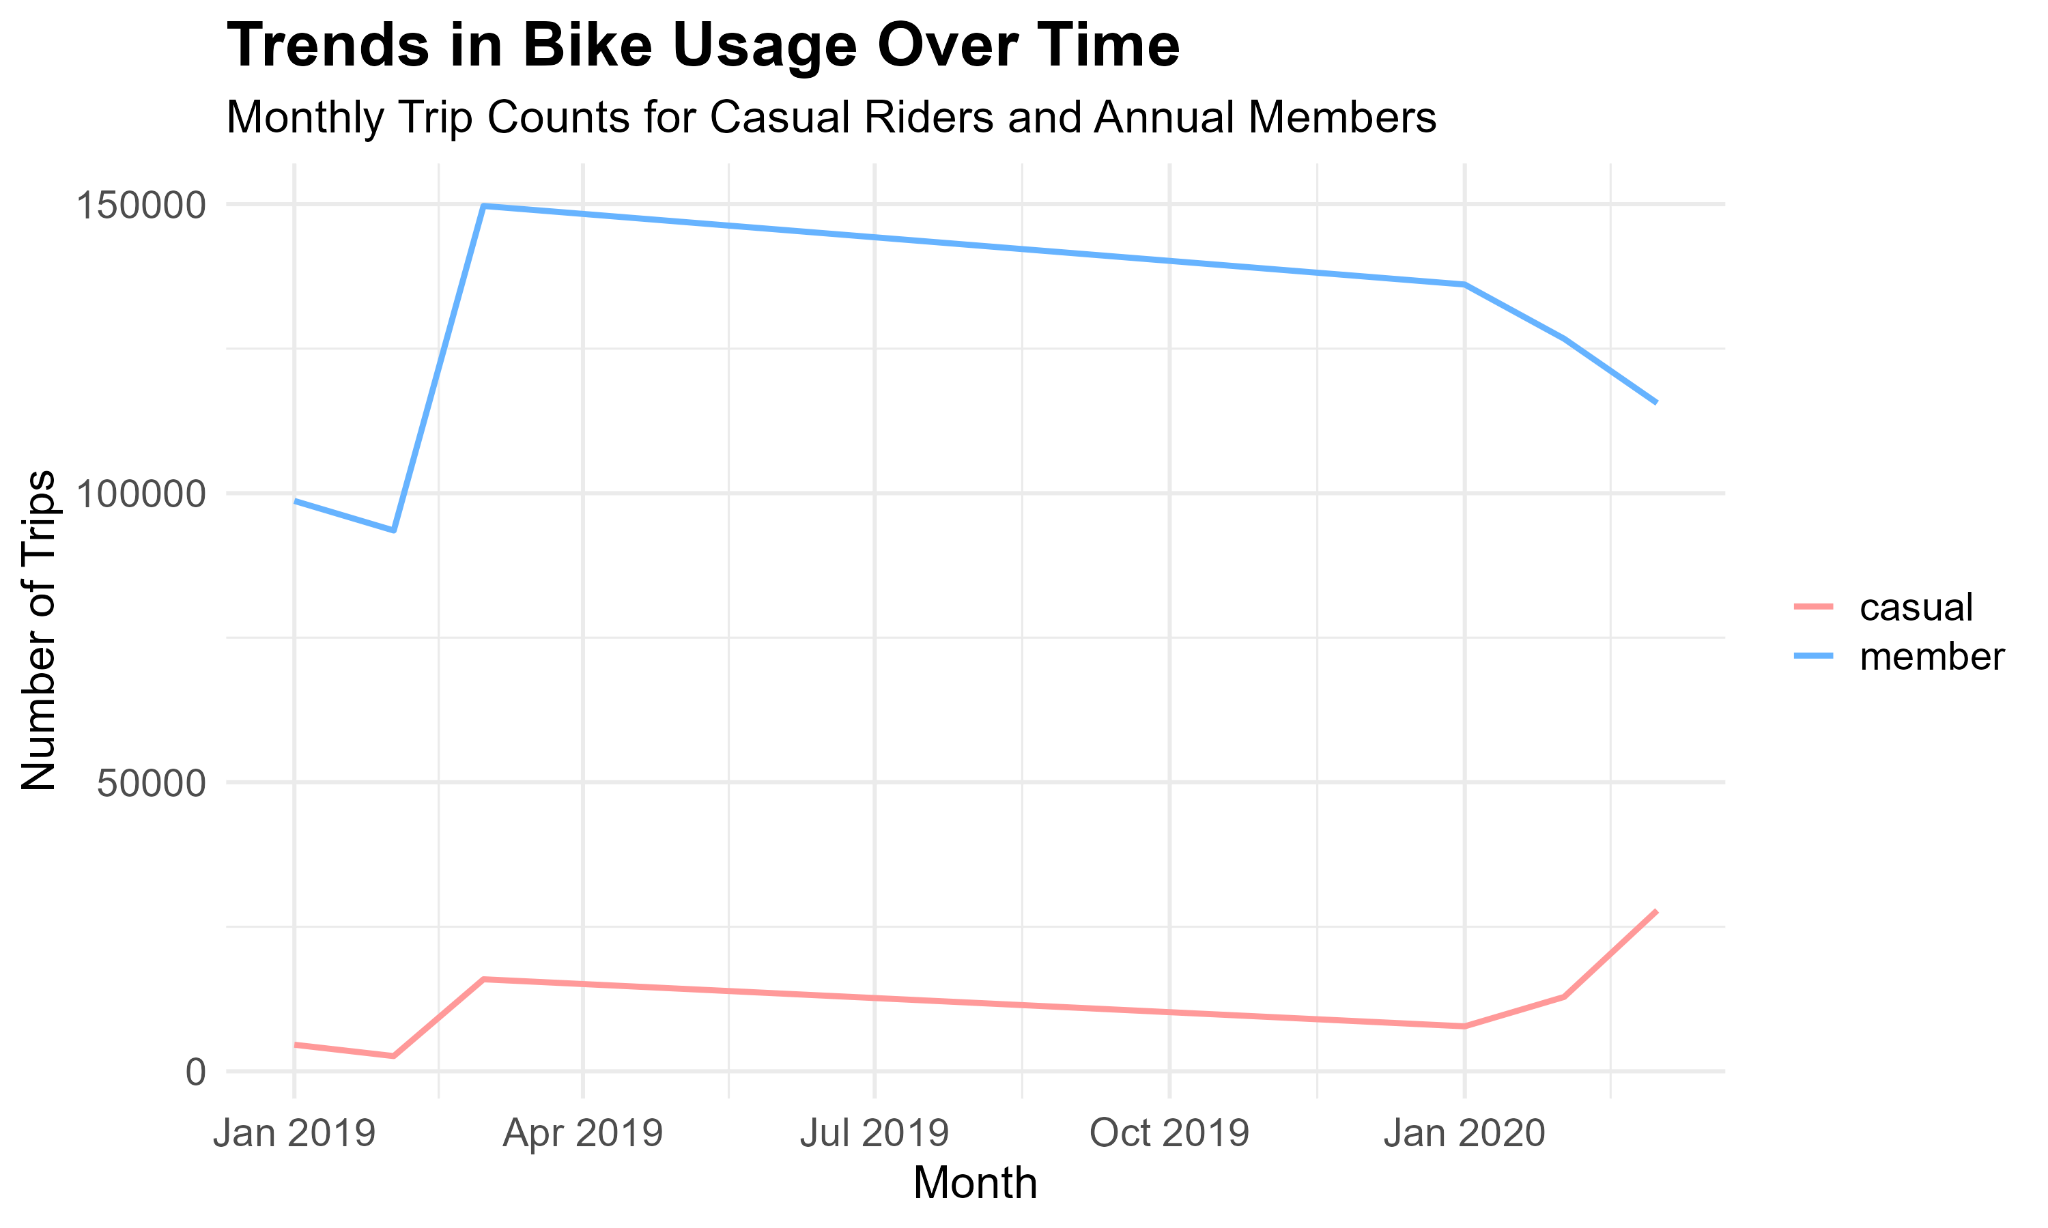 Trends in Bike Usage Over Time
Monthly Trip Counts for Casual Riders and Annual Members
150000
100000
50000
0
Number of Trips
Jan 2019 Apr 2019 Jul 2019 Oct 2019 Jan 2020
Month
casual
member